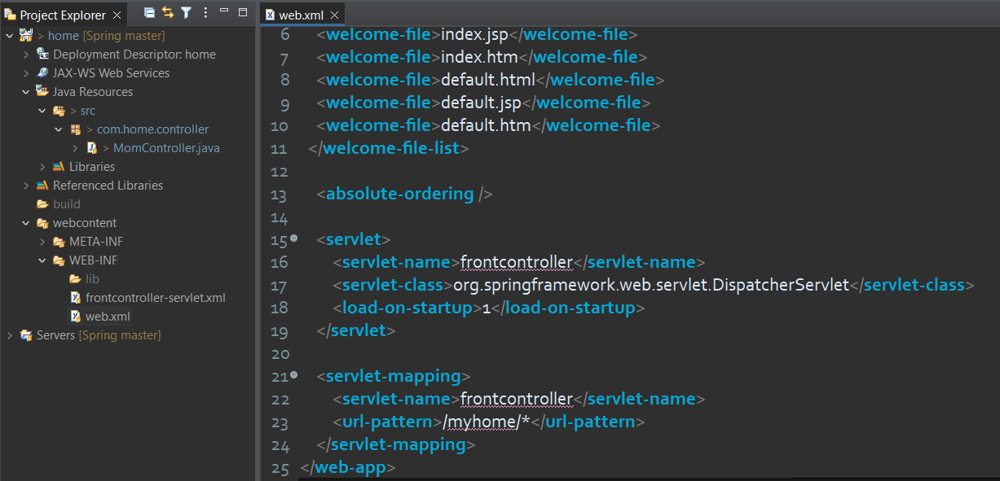 Project Explorer
> home [Spring master]
Deployment Descriptor: home
JAX-WS Web Services
Java Resources
> src
> com.home.controller
> MomController.java
Libraries
Referenced Libraries
build
webcontent
META-INF
WEB-INF
lib
frontcontroller-servlet.xml
web.xml
Servers [Spring master]
web.xml
6 <welcome-file>index.jsp</welcome-file>
7 <welcome-file>index.htm</welcome-file>
8 <welcome-file>default.html</welcome-file>
9 <welcome-file>default.jsp</welcome-file>
10 <welcome-file>default.htm</welcome-file>
11 </welcome-file-list>
12
13 <absolute-ordering />
14
15 <servlet>
16 <servlet-name>frontcontroller</servlet-name>
17 <servlet-class>org.springframework.web.servlet.DispatcherServlet</servlet-class>
18 <load-on-startup>1</load-on-startup>
19 </servlet>
20
21 <servlet-mapping>
22 <servlet-name>frontcontroller</servlet-name>
23 <url-pattern>/myhome/*</url-pattern>
24 </servlet-mapping>
25 </web-app>